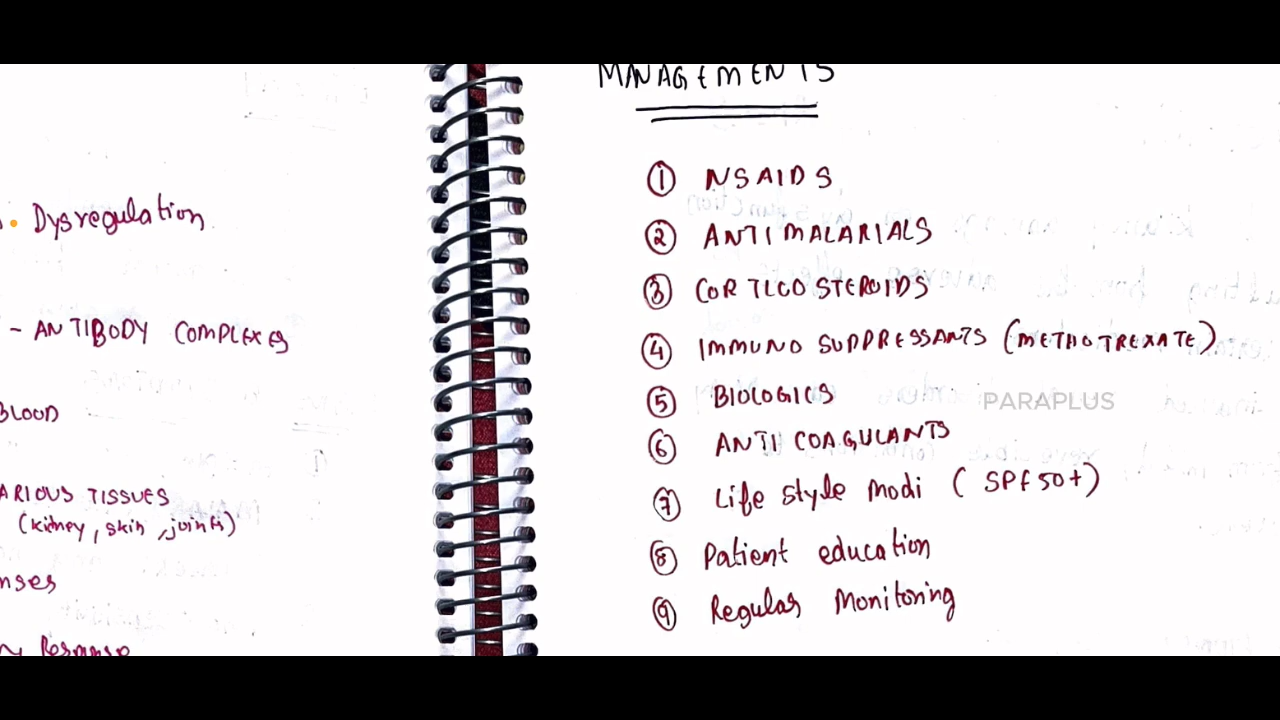 Dysregulation
- ANTIBODY COMPLEXES
BLOOD
ARIOUS TISSUES
(kidney, skin, joints)
nses
Response
MANAGEMENTS
① NSAIDS
② ANTIMALARIALS
③ CORTICOSTEROIDS
④ IMMUNO SUPPRESSANTS (METHOTREXATE)
⑤ BIOLOGICS
PARAPLUS
⑥ ANTI COAGULANTS
⑦ Life style modi ( SPF 50+)
⑧ Patient education
⑨ Regular Monitoring